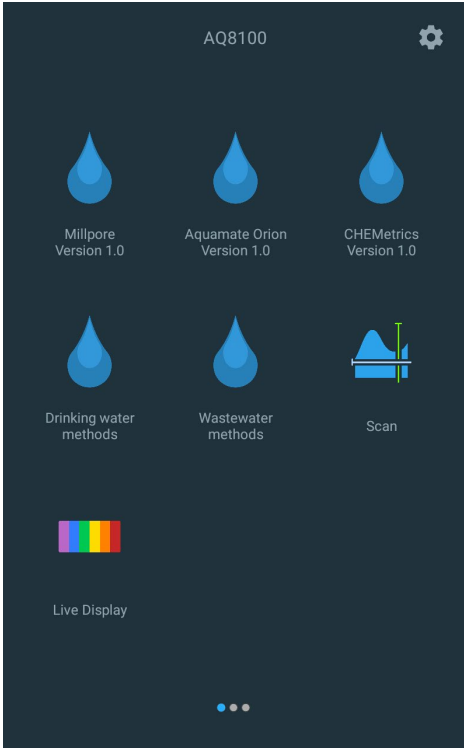 AQ8100
Millpore
Version 1.0
Aquamate Orion
Version 1.0
CHEMetrics
Version 1.0
Drinking water
methods
Wastewater
methods
Scan
Live Display